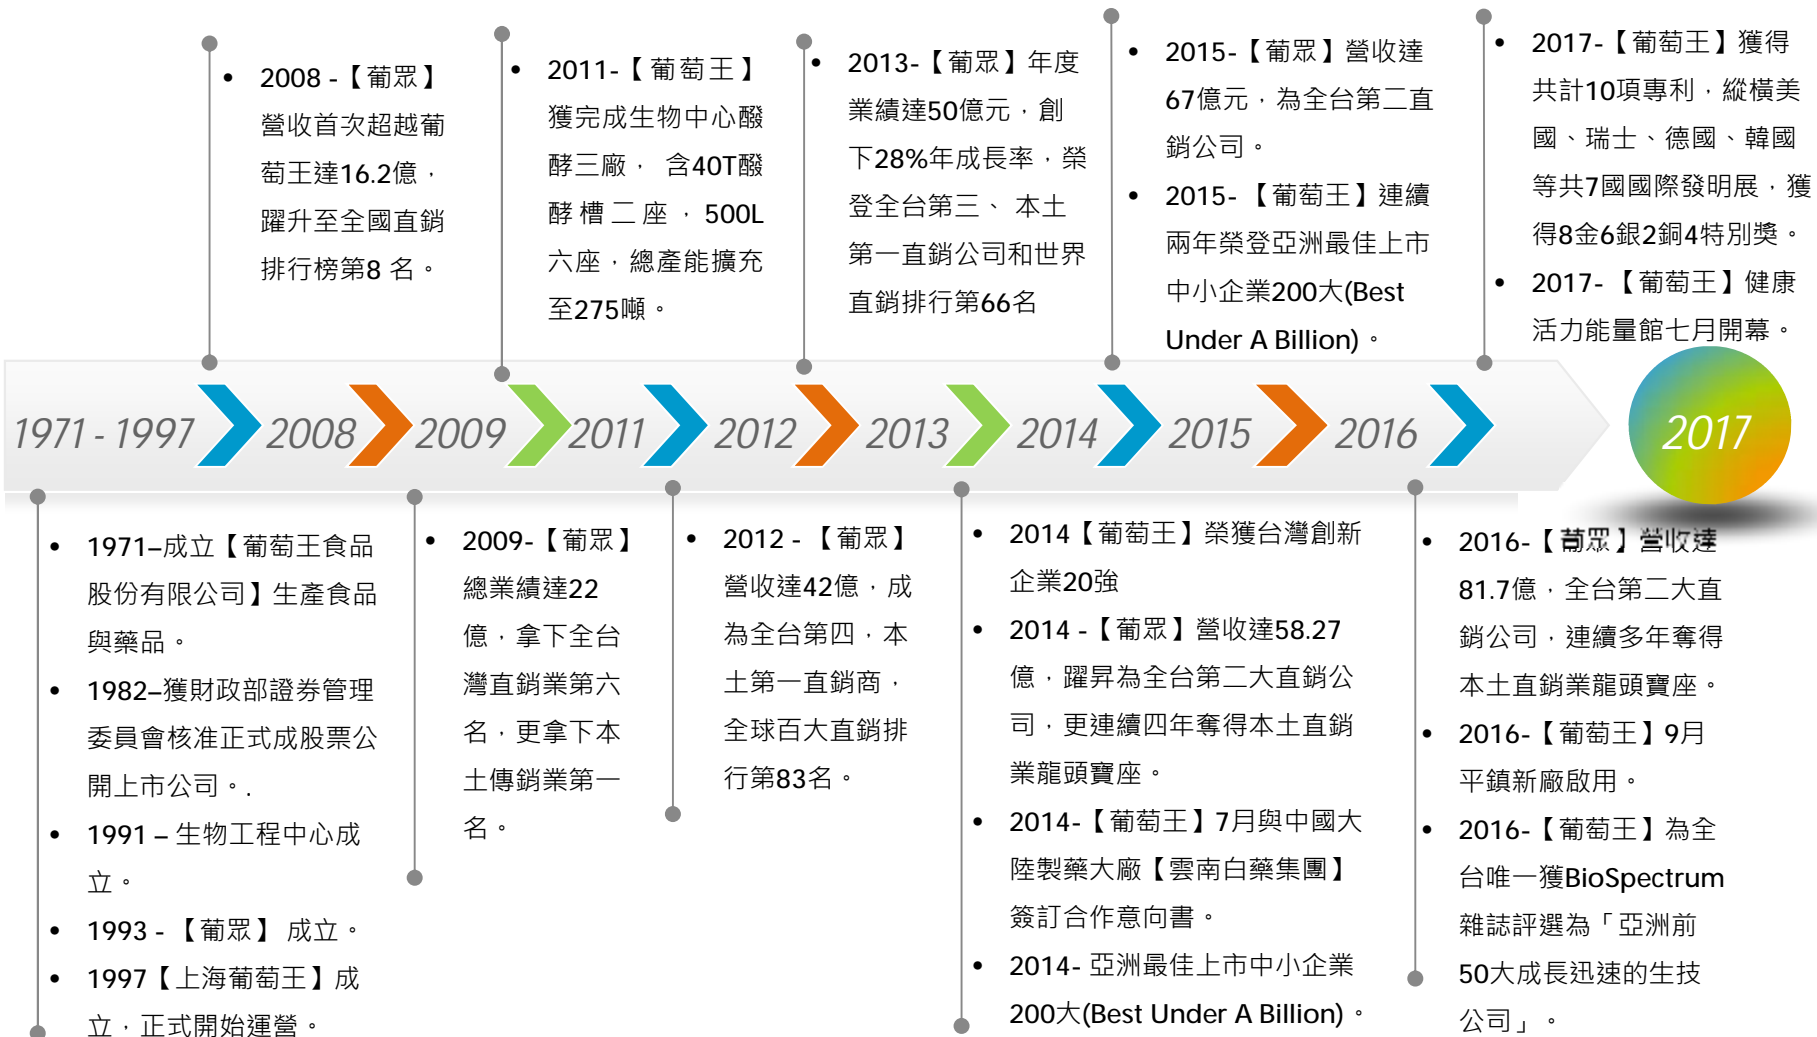 • 2008 -【葡眾】
營收首次超越葡
萄王達16.2億，
躍升至全國直銷
排行榜第8 名。
• 2011-【葡萄王】
獲完成生物中心醱
酵三廠， 含40T醱
酵槽二座，500L
六座，總產能擴充
至275噸。
• 2013-【葡眾】年度
業績達50億元，創
下28%年成長率，榮
登全台第三、 本土
第一直銷公司和世界
直銷排行第66名
• 2015-【葡眾】營收達
67億元，為全台第二直
銷公司。
• 2015- 【葡萄王】連續
兩年榮登亞洲最佳上市
中小企業200大(Best
Under A Billion)。
• 2017-【葡萄王】獲得
共計10項專利，縱橫美
國、瑞士、德國、韓國
等共7國國際發明展，獲
得8金6銀2銅4特別獎。
• 2017- 【葡萄王】健康
活力能量館七月開幕。
1971 - 1997
2008
2009
2011
2012
2013
2014
2015
2016
2017
• 1971–成立【葡萄王食品
股份有限公司】生產食品
與藥品。
• 1982–獲財政部證券管理
委員會核准正式成股票公
開上市公司。.
• 1991 – 生物工程中心成
立。
• 1993 - 【葡眾】 成立。
• 1997【上海葡萄王】成
立，正式開始運營。
• 2009-【葡眾】
總業績達22
億，拿下全台
灣直銷業第六
名，更拿下本
土傳銷業第一
名。
• 2012 - 【葡眾】
營收達42億，成
為全台第四，本
土第一直銷商，
全球百大直銷排
行第83名。
• 2014【葡萄王】榮獲台灣創新
企業20強
• 2014 -【葡眾】營收達58.27
億，躍昇為全台第二大直銷公
司，更連續四年奪得本土直銷
業龍頭寶座。
• 2014-【葡萄王】7月與中國大
陸製藥大廠【雲南白藥集團】
簽訂合作意向書。
• 2014- 亞洲最佳上市中小企業
200大(Best Under A Billion)。
• 2016-【葡眾】營收達
81.7億，全台第二大直
銷公司，連續多年奪得
本土直銷業龍頭寶座。
• 2016-【葡萄王】9月
平鎮新廠啟用。
• 2016-【葡萄王】為全
台唯一獲BioSpectrum
雜誌評選為「亞洲前
50大成長迅速的生技
公司」。